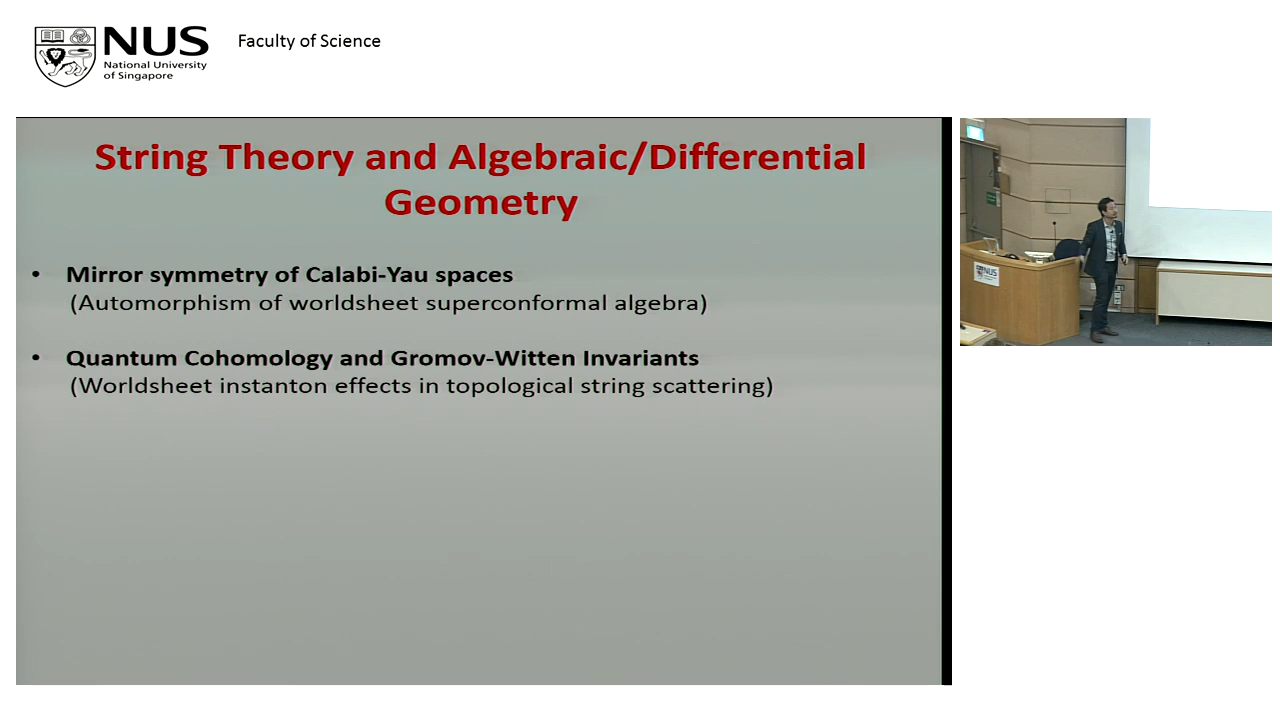 NUS
National University
of Singapore
Faculty of Science
String Theory and Algebraic/Differential
Geometry
• Mirror symmetry of Calabi-Yau spaces
(Automorphism of worldsheet superconformal algebra)
• Quantum Cohomology and Gromov-Witten Invariants
(Worldsheet instanton effects in topological string scattering)
NUS